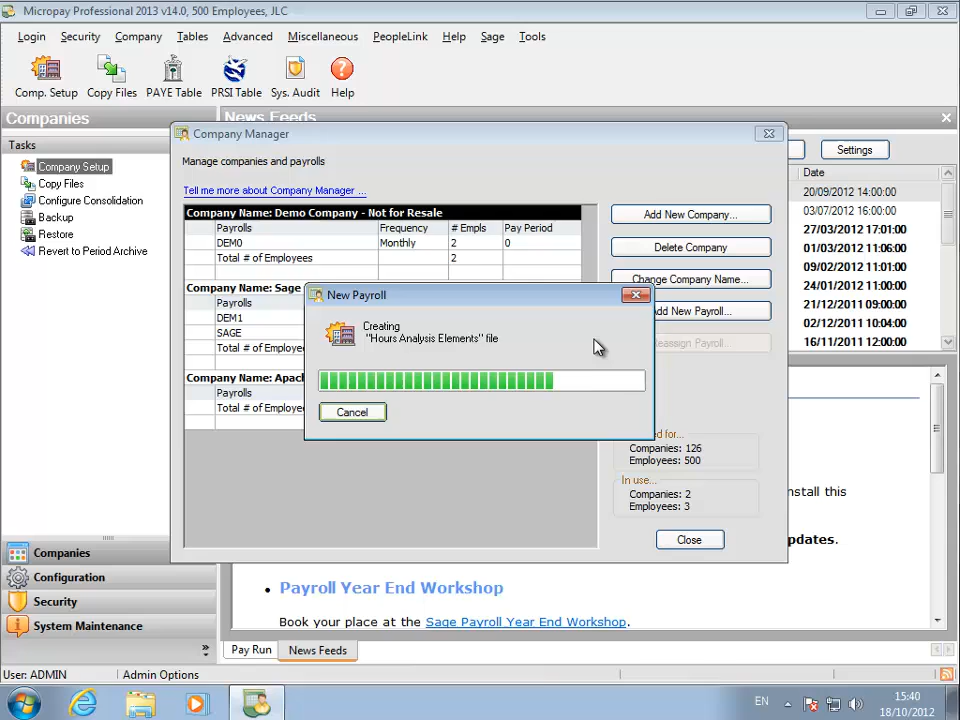 Micropay Professional 2013 v14.0, 500 Employees, JLC
Login Security Company Tables Advanced Miscellaneous PeopleLink Help Sage Tools
Comp. Setup Copy Files PAYE Table PRSI Table Sys. Audit Help
Companies
News Feeds
Tasks
Company Setup
Copy Files
Configure Consolidation
Backup
Restore
Revert to Period Archive
Company Manager
Manage companies and payrolls
Tell me more about Company Manager ...
Company Name: Demo Company - Not for Resale
Payrolls Frequency # Empls Pay Period
DEM0 Monthly 2 0
Total # of Employees 2
Company Name: Sage
Payrolls
DEM1
SAGE
Total # of Employee
Company Name:
Payrolls
Total # of Employee
Add New Company...
Delete Company
Change Company Name...
New Payroll...
Payroll...
for...
Companies: 126
Employees: 500
In use...
Companies: 2
Employees: 3
Close
New Payroll
Creating
"Hours Analysis Elements" file
Cancel
Settings
Date
20/09/2012 14:00:00
03/07/2012 16:00:00
27/03/2012 17:01:00
01/03/2012 11:06:00
09/02/2012 11:01:00
24/01/2012 11:00:00
21/12/2011 09:00:00
02/12/2011 10:04:00
16/11/2011 12:00:00
this
pdates.
• Payroll Year End Workshop
Book your place at the Sage Payroll Year End Workshop.
Companies
Configuration
Security
System Maintenance
Pay Run News Feeds
User: ADMIN Admin Options
EN
15:40
18/10/2012